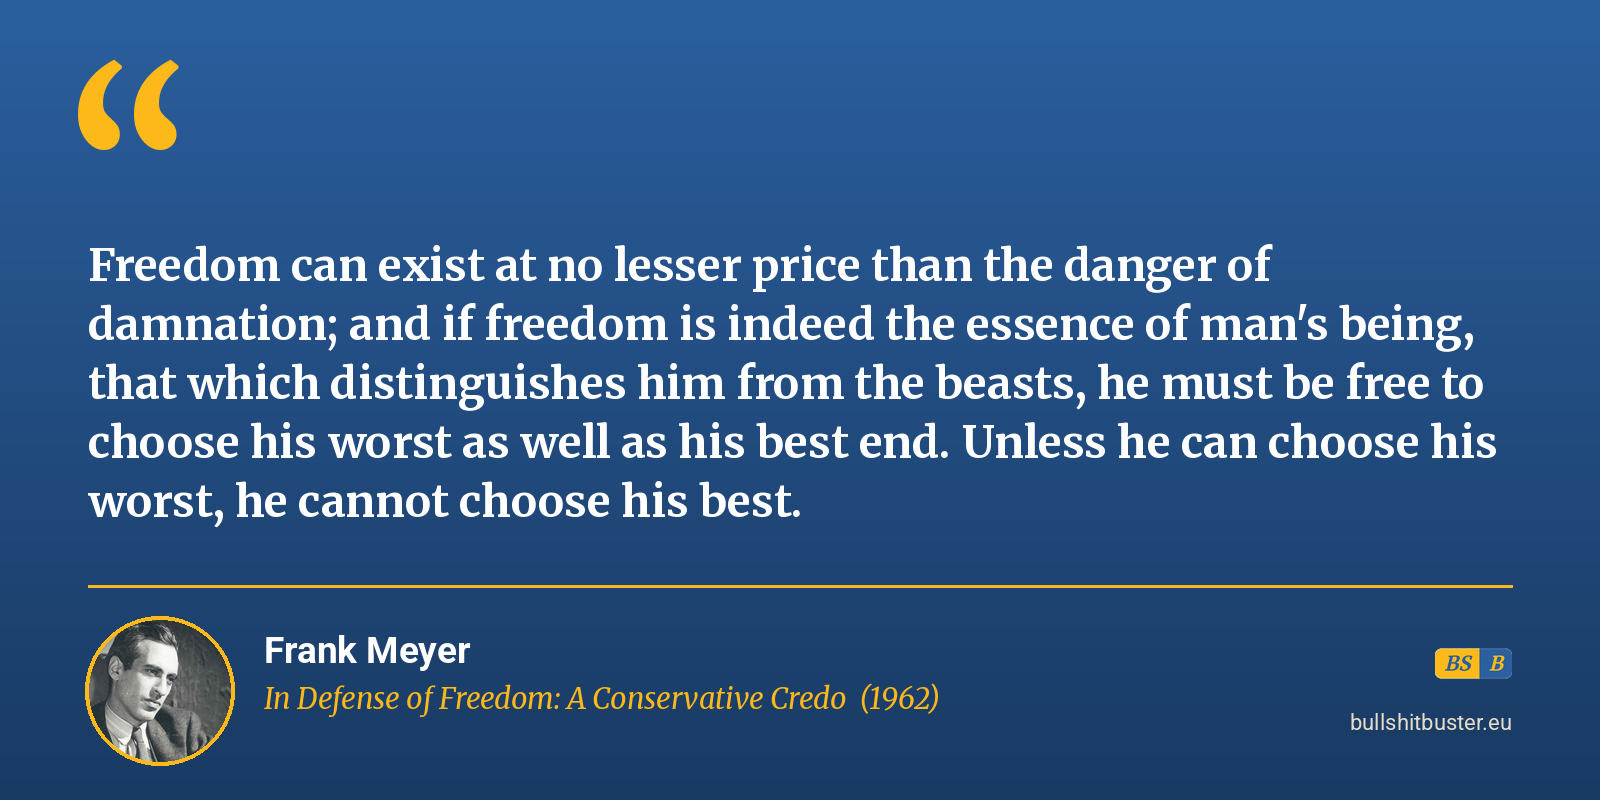 “
Freedom can exist at no lesser price than the danger of
damnation; and if freedom is indeed the essence of man's being,
that which distinguishes him from the beasts, he must be free to
choose his worst as well as his best end. Unless he can choose his
worst, he cannot choose his best.
Frank Meyer
In Defense of Freedom: A Conservative Credo (1962)
BS B
bullshitbuster.eu